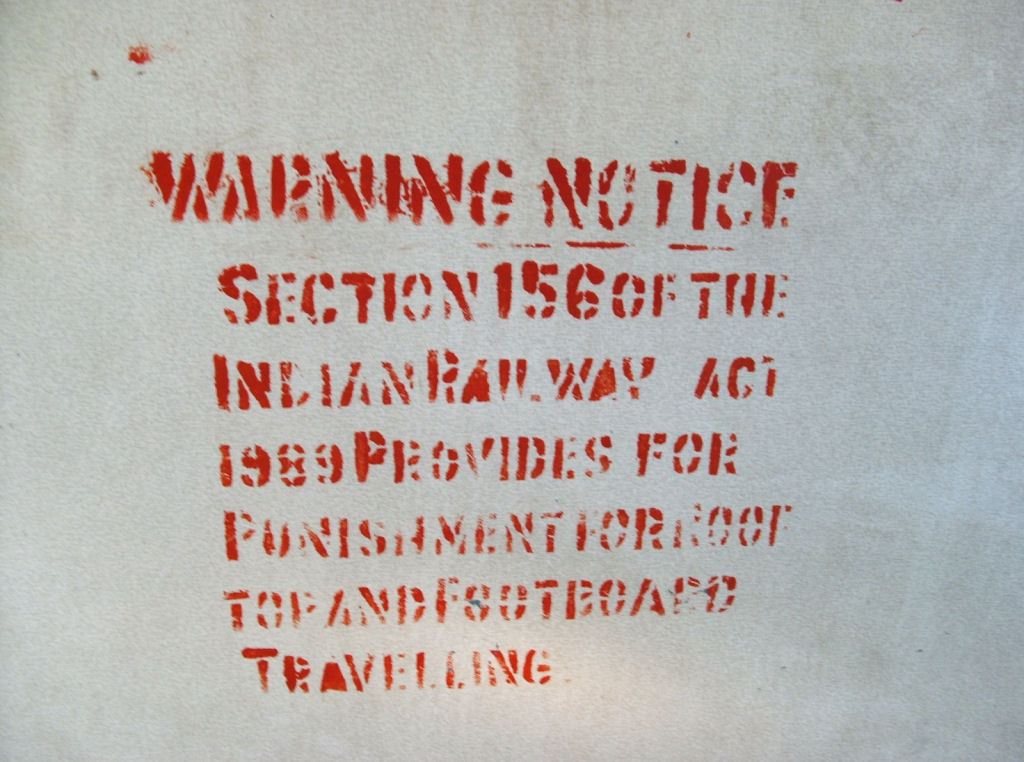 WARNING NOTICE
SECTION 156 OF THE
INDIAN RAILWAY ACT
1989 PROVIDES FOR
PUNISHMENT FOR ROOF
TOP AND FOOTBOARD
TRAVELLING.